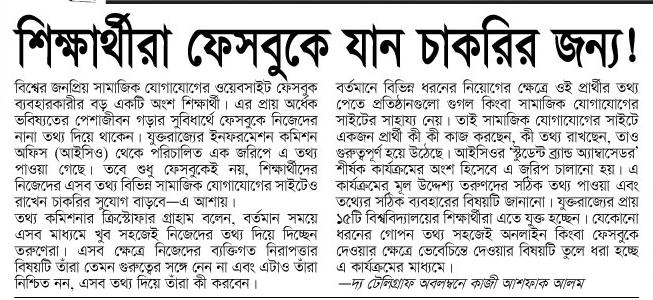 শিক্ষার্থীরা ফেসবুকে যান চাকরির জন্য!
বিশ্বের জনপ্রিয় সামাজিক যোগাযোগের ওয়েবসাইট ফেসবুক
ব্যবহারকারীর বড় একটি অংশ শিক্ষার্থী। এর প্রায় অর্ধেক
ভবিষ্যতের পেশাজীবন গড়ার সুবিধার্থে ফেসবুকে নিজেদের
নানা তথ্য দিয়ে থাকেন। যুক্তরাজ্যের ইনফরমেশন কমিশন
অফিস (আইসিও) থেকে পরিচালিত এক জরিপে এ তথ্য
পাওয়া গেছে। তবে শুধু ফেসবুকেই নয়, শিক্ষার্থীদের
নিজেদের এসব তথ্য বিভিন্ন সামাজিক যোগাযোগের সাইটেও
রাখেন চাকরির সুযোগ বাড়বে—এ আশায়।
তথ্য কমিশনার ক্রিস্টোফার গ্রাহাম বলেন, বর্তমান সময়ে
এসব মাধ্যমে খুব সহজেই নিজেদের তথ্য দিয়ে দিচ্ছেন
তরুণেরা। এসব ক্ষেত্রে নিজেদের ব্যক্তিগত নিরাপত্তার
বিষয়টি তাঁরা তেমন গুরুত্বের সঙ্গে নেন না এবং এটাও তাঁরা
নিশ্চিত নন, এসব তথ্য দিয়ে তাঁরা কী করবেন।
বর্তমানে বিভিন্ন ধরনের নিয়োগের ক্ষেত্রে ওই প্রার্থীর তথ্য
পেতে প্রতিষ্ঠানগুলো গুগল কিংবা সামাজিক যোগাযোগের
সাইটের সাহায্য নেয়। তাই সামাজিক যোগাযোগের সাইটে
একজন প্রার্থী কী কী কাজ করছেন, কী তথ্য রাখছেন, তাও
গুরুত্বপূর্ণ হয়ে উঠেছে। আইসিওর 'স্টুডেন্ট ব্র্যান্ড অ্যাম্বাসেডর'
শীর্ষক কার্যক্রমের অংশ হিসেবে এ জরিপ চালানো হয়। এ
কার্যক্রমের মূল উদ্দেশ্য তরুণদের সঠিক তথ্য পাওয়া এবং
তথ্যের সঠিক ব্যবহারের বিষয়টি জানানো। যুক্তরাজ্যের প্রায়
১৫টি বিশ্ববিদ্যালয়ের শিক্ষার্থীরা এতে যুক্ত হচ্ছেন। যেকোনো
ধরনের গোপন তথ্য সহজেই অনলাইন কিংবা ফেসবুকে
দেওয়ার ক্ষেত্রে ভেবেচিন্তে দেওয়ার বিষয়টি তুলে ধরা হচ্ছে
এ কার্যক্রমের মাধ্যমে।
—দ্য টেলিগ্রাফ অবলম্বনে কাজী আশফাক আলম